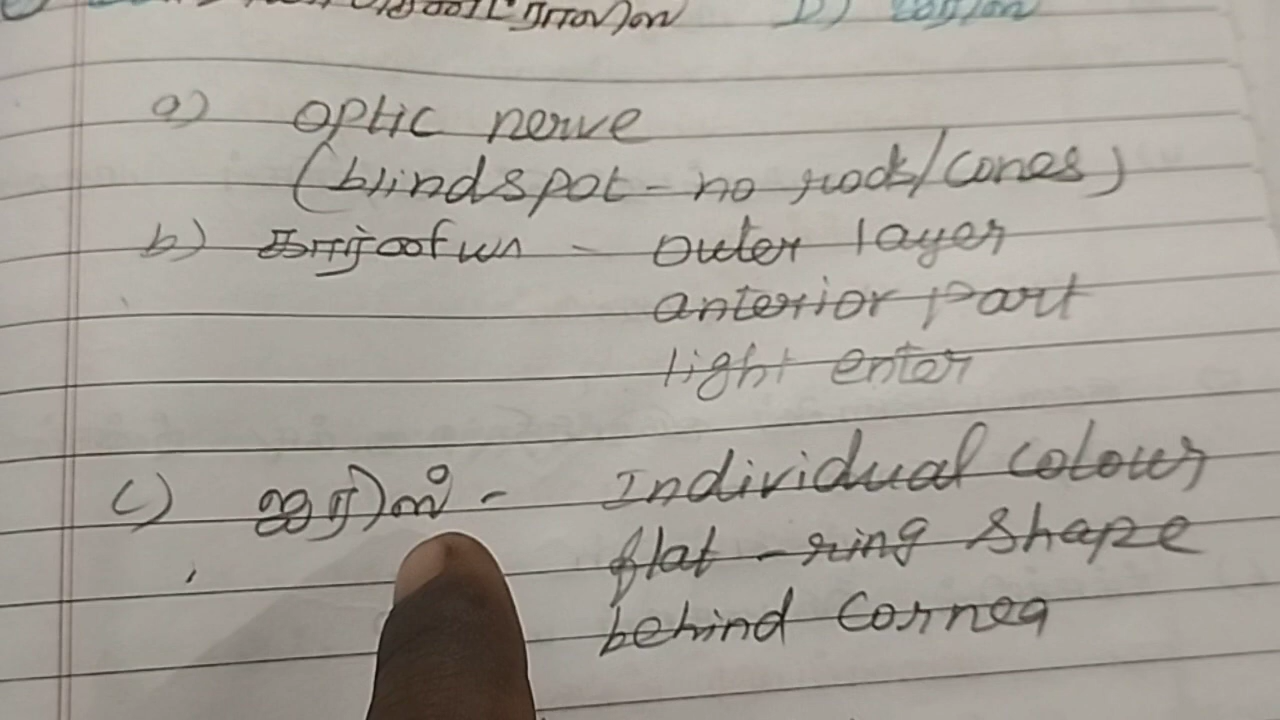 a) optic nerve
(blindspot - no rods/cones)
b) கார்னியா - outer layer
anterior part
light enter
c) ஐரிஸ் - Individual colour
flat - ring shape
behind Cornea